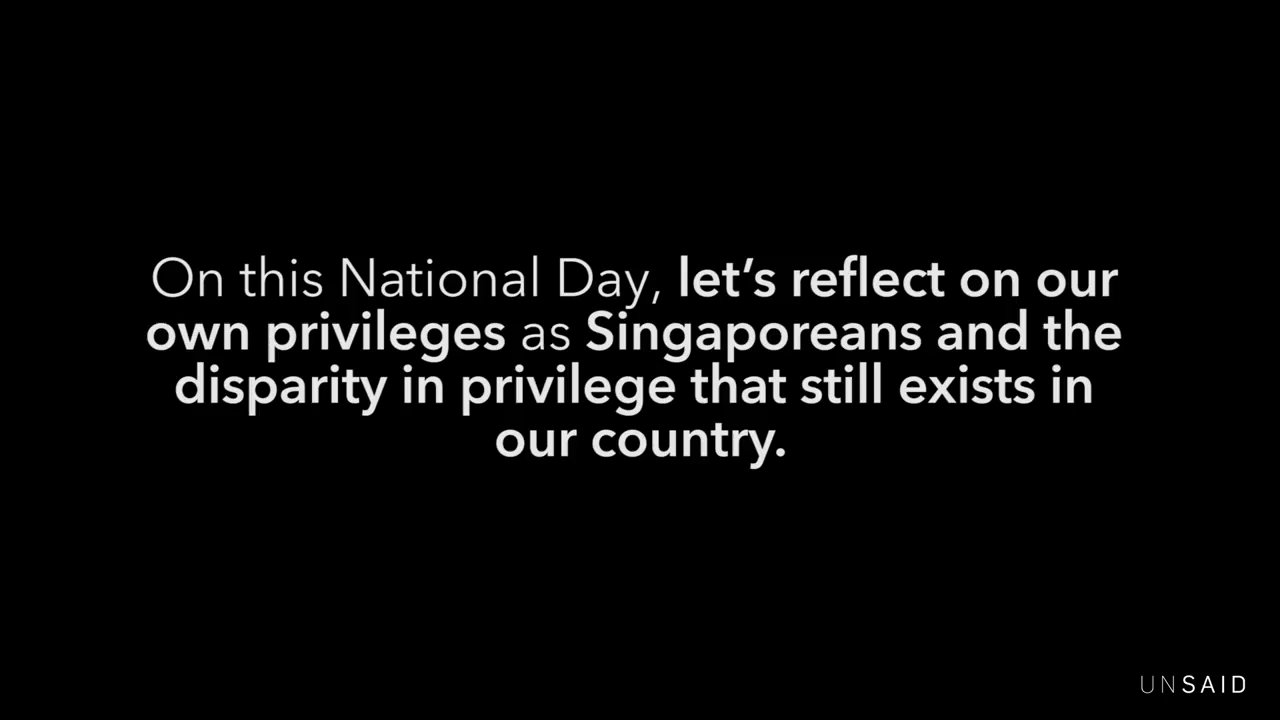 On this National Day, let’s reflect on our
own privileges as Singaporeans and the
disparity in privilege that still exists in
our country.
UNSAID